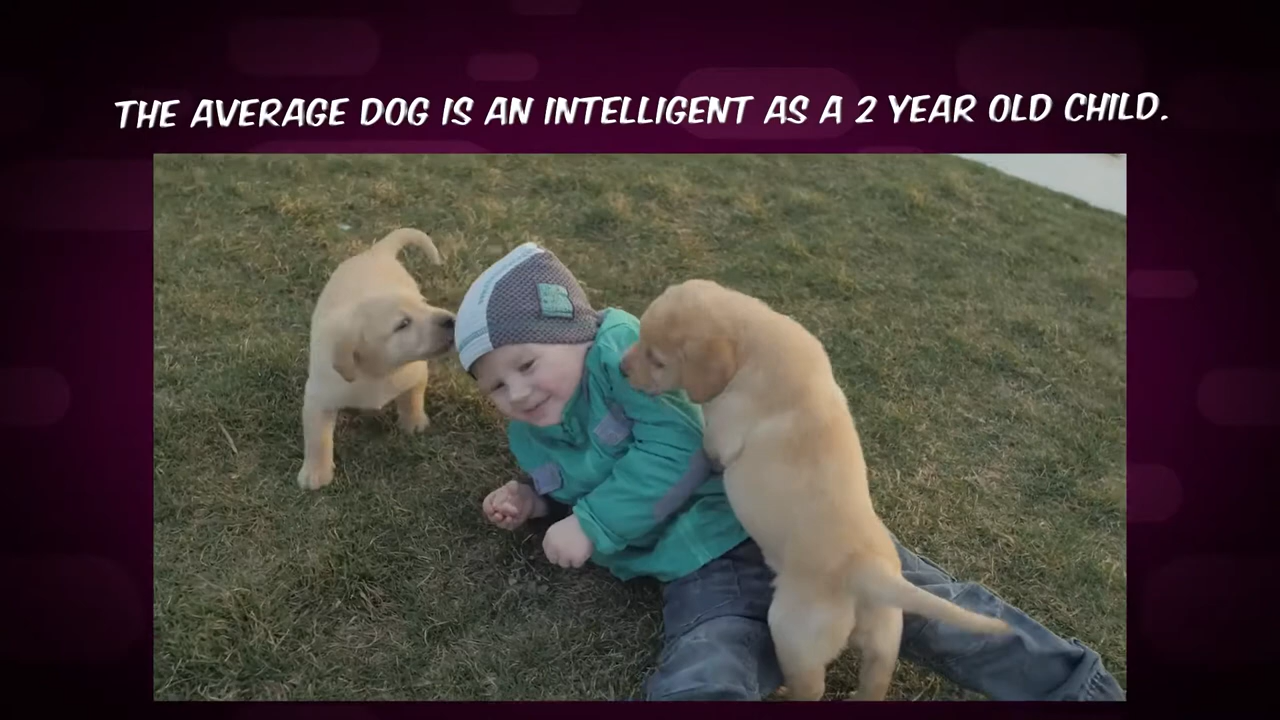 THE AVERAGE DOG IS AN INTELLIGENT AS A 2 YEAR OLD CHILD.